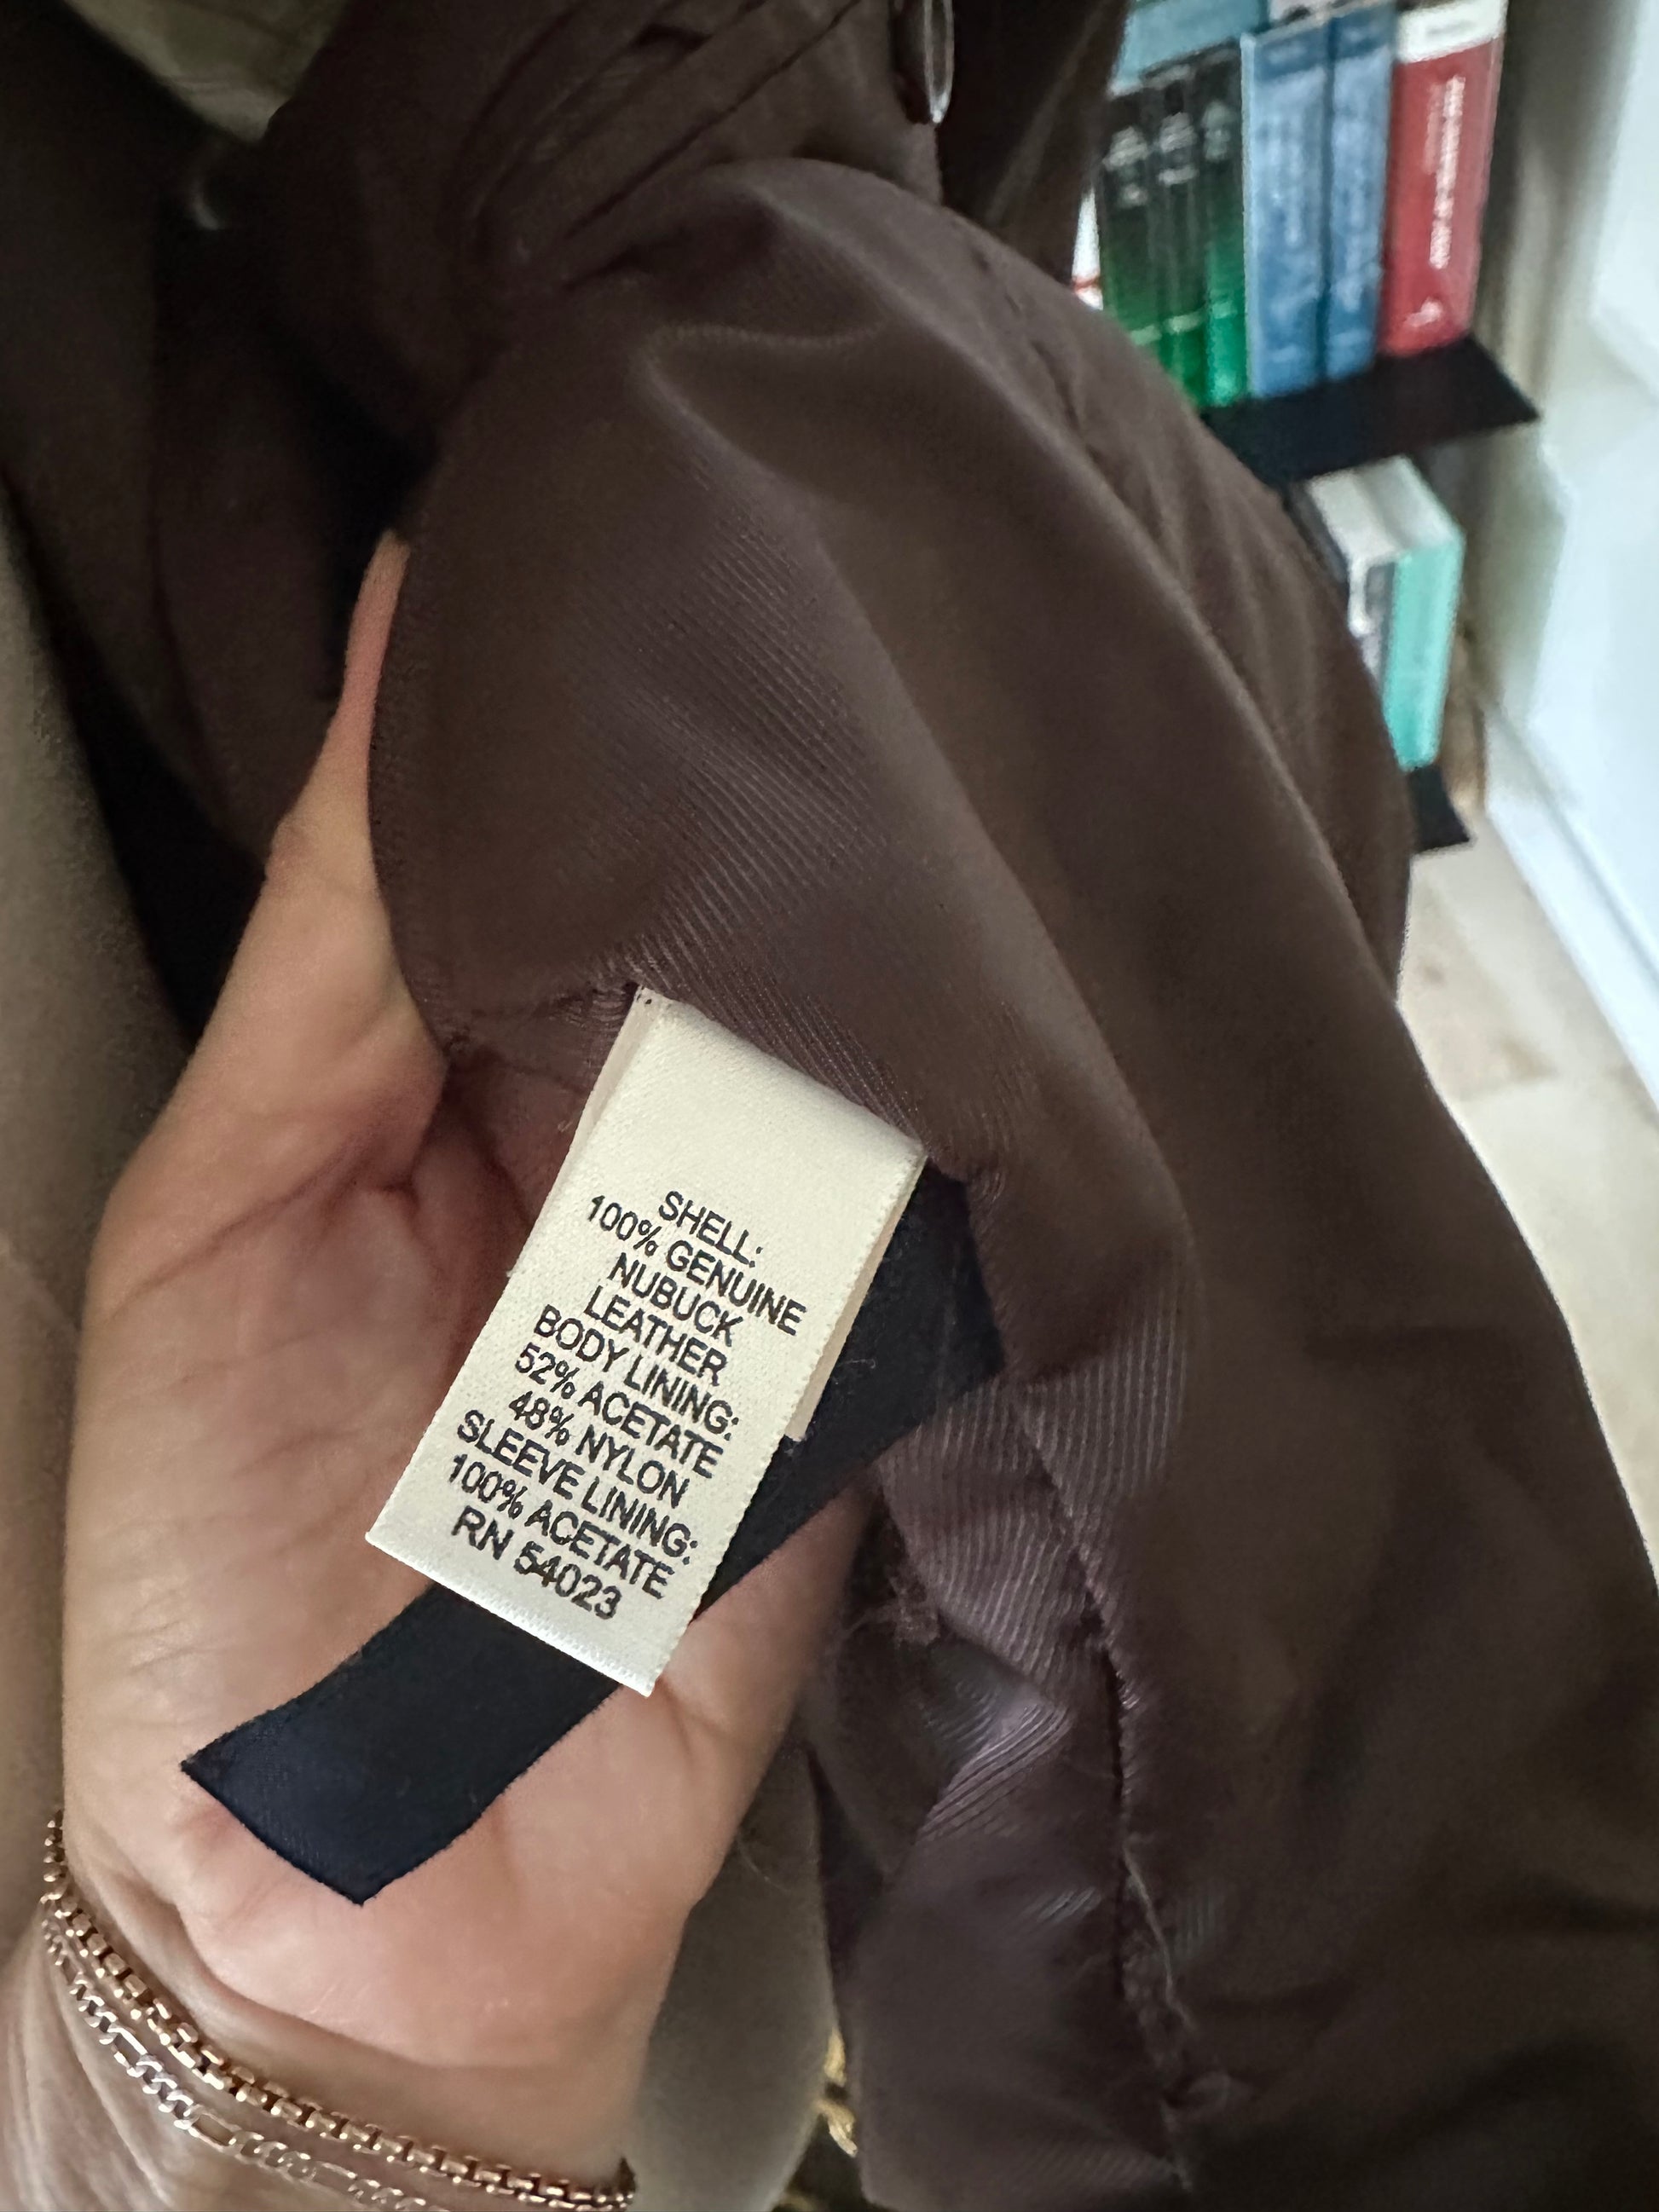 SHELL:
100% GENUINE
NUBUCK
LEATHER
BODY LINING:
52% ACETATE
48% NYLON
SLEEVE LINING:
100% ACETATE
RN 54023